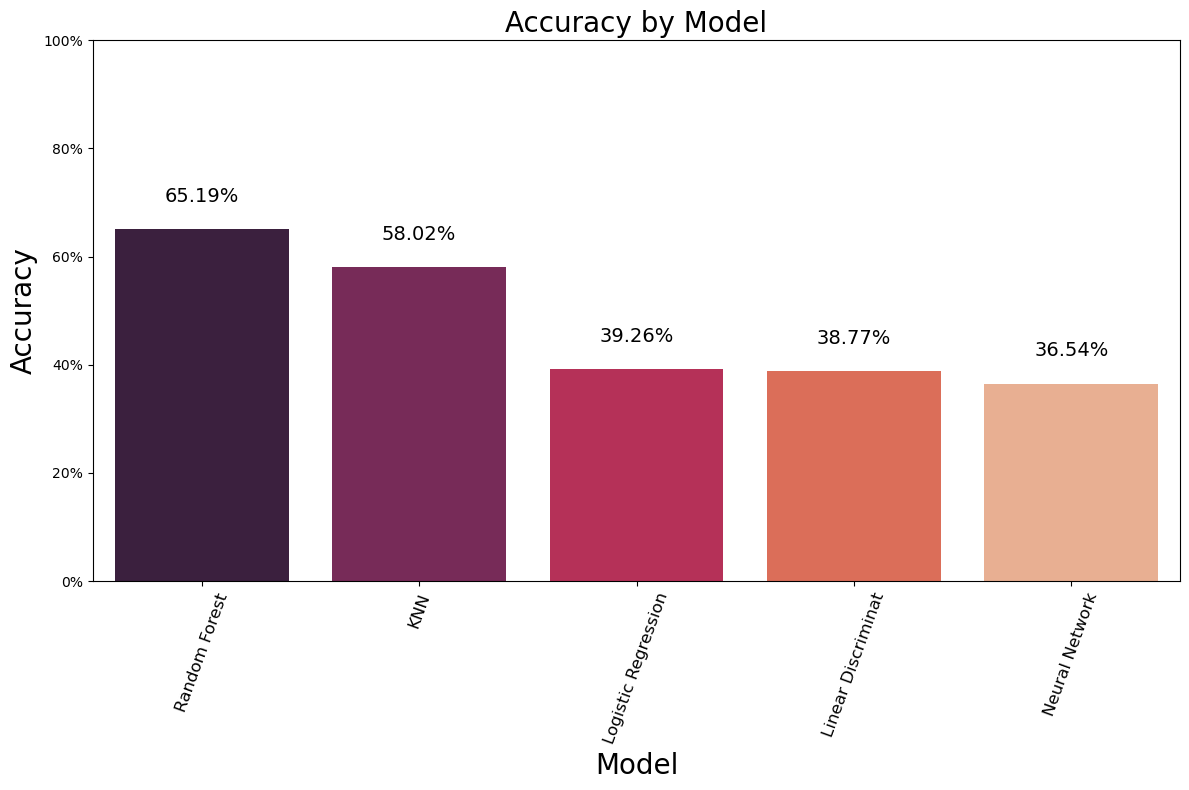 Accuracy by Model
Accuracy
100%
80%
60%
40%
20%
0%
65.19%
58.02%
39.26%
38.77%
36.54%
Random Forest
KNN
Logistic Regression
Linear Discriminat
Neural Network
Model